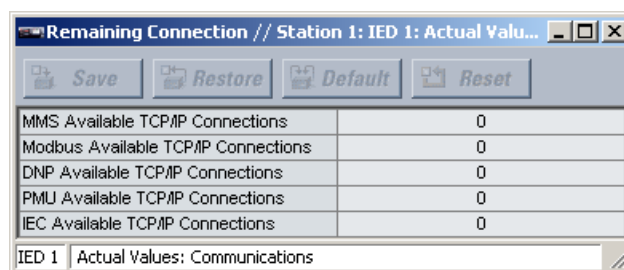 Remaining Connection // Station 1: IED 1: Actual Valu...
Save Restore Default Reset
MMS Available TCP/IP Connections 0
Modbus Available TCP/IP Connections 0
DNP Available TCP/IP Connections 0
PMU Available TCP/IP Connections 0
IEC Available TCP/IP Connections 0
IED 1 Actual Values: Communications